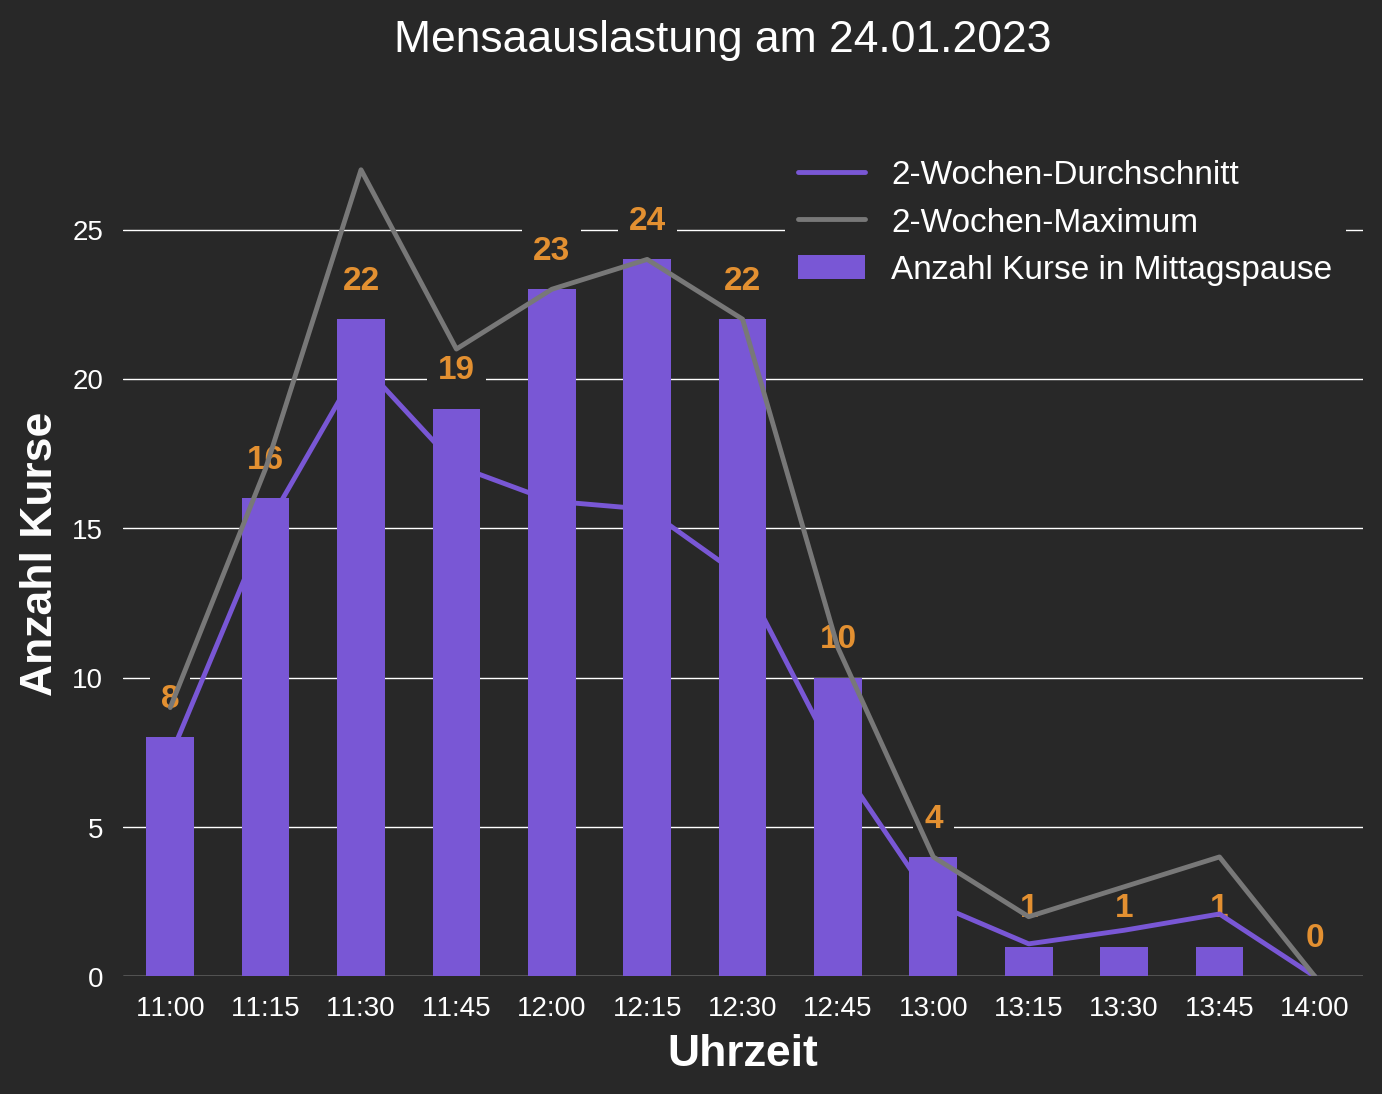 Mensaauslastung am 24.01.2023
2-Wochen-Durchschnitt
2-Wochen-Maximum
Anzahl Kurse in Mittagspause
Anzahl Kurse
25
20
15
10
5
0
8
16
22
19
23
24
22
10
4
1
1
1
0
11:00 11:15 11:30 11:45 12:00 12:15 12:30 12:45 13:00 13:15 13:30 13:45 14:00
Uhrzeit